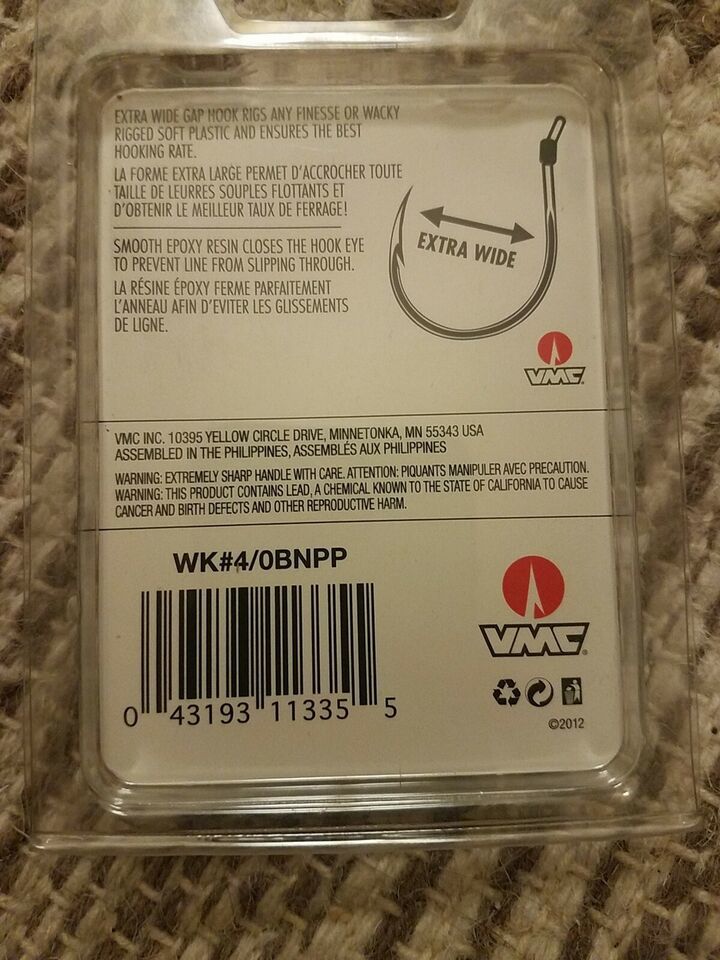 EXTRA WIDE GAP HOOK RIGS ANY FINESSE OR WACKY
RIGGED SOFT PLASTIC AND ENSURES THE BEST
HOOKING RATE.
LA FORME EXTRA LARGE PERMET D'ACCROCHER TOUTE
TAILLE DE LEURRES SOUPLES FLOTTANTS ET
D'OBTENIR LE MEILLEUR TAUX DE FERRAGE!
SMOOTH EPOXY RESIN CLOSES THE HOOK EYE
TO PREVENT LINE FROM SLIPPING THROUGH.
LA RÉSINE ÉPOXY FERME PARFAITEMENT
L'ANNEAU AFIN D'EVITER LES GLISSEMENTS
DE LIGNE.
EXTRA WIDE
VMC®
VMC INC. 10395 YELLOW CIRCLE DRIVE, MINNETONKA, MN 55343 USA
ASSEMBLED IN THE PHILIPPINES, ASSEMBLÉS AUX PHILIPPINES
WARNING: EXTREMELY SHARP HANDLE WITH CARE. ATTENTION: PIQUANTS MANIPULER AVEC PRECAUTION.
WARNING: THIS PRODUCT CONTAINS LEAD, A CHEMICAL KNOWN TO THE STATE OF CALIFORNIA TO CAUSE
CANCER AND BIRTH DEFECTS AND OTHER REPRODUCTIVE HARM.
WK#4/0BNPP
0 43193 11335 5
VMC®
©2012